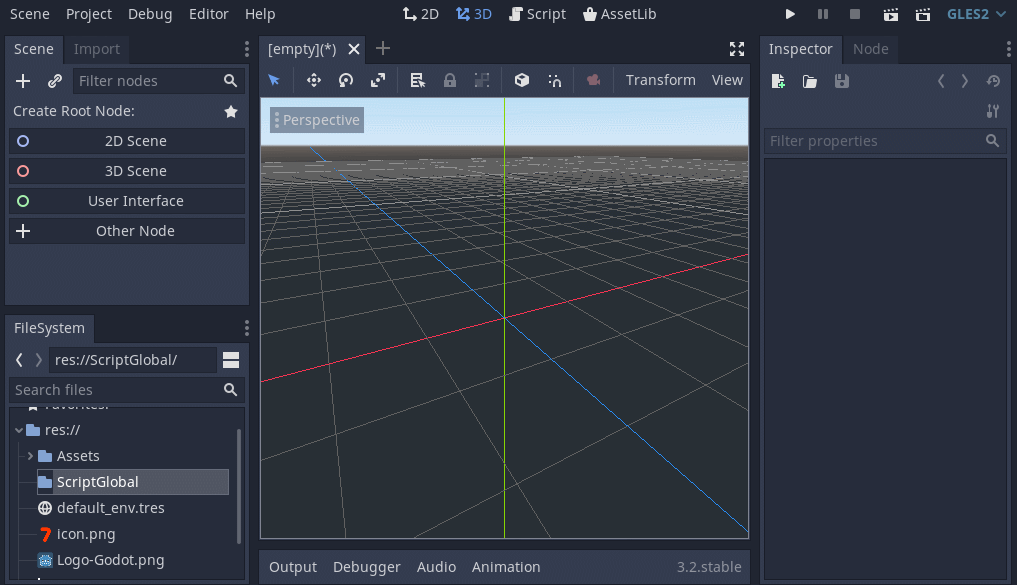 Scene Project Debug Editor Help
2D 3D Script AssetLib
GLES2
Scene Import
Filter nodes
Create Root Node:
2D Scene
3D Scene
User Interface
Other Node
FileSystem
res://ScriptGlobal/
Search files
Favorites:
res://
Assets
ScriptGlobal
default_env.tres
icon.png
Logo-Godot.png
[empty](*)
Transform View
Perspective
Output Debugger Audio Animation 3.2.stable
Inspector Node
Filter properties